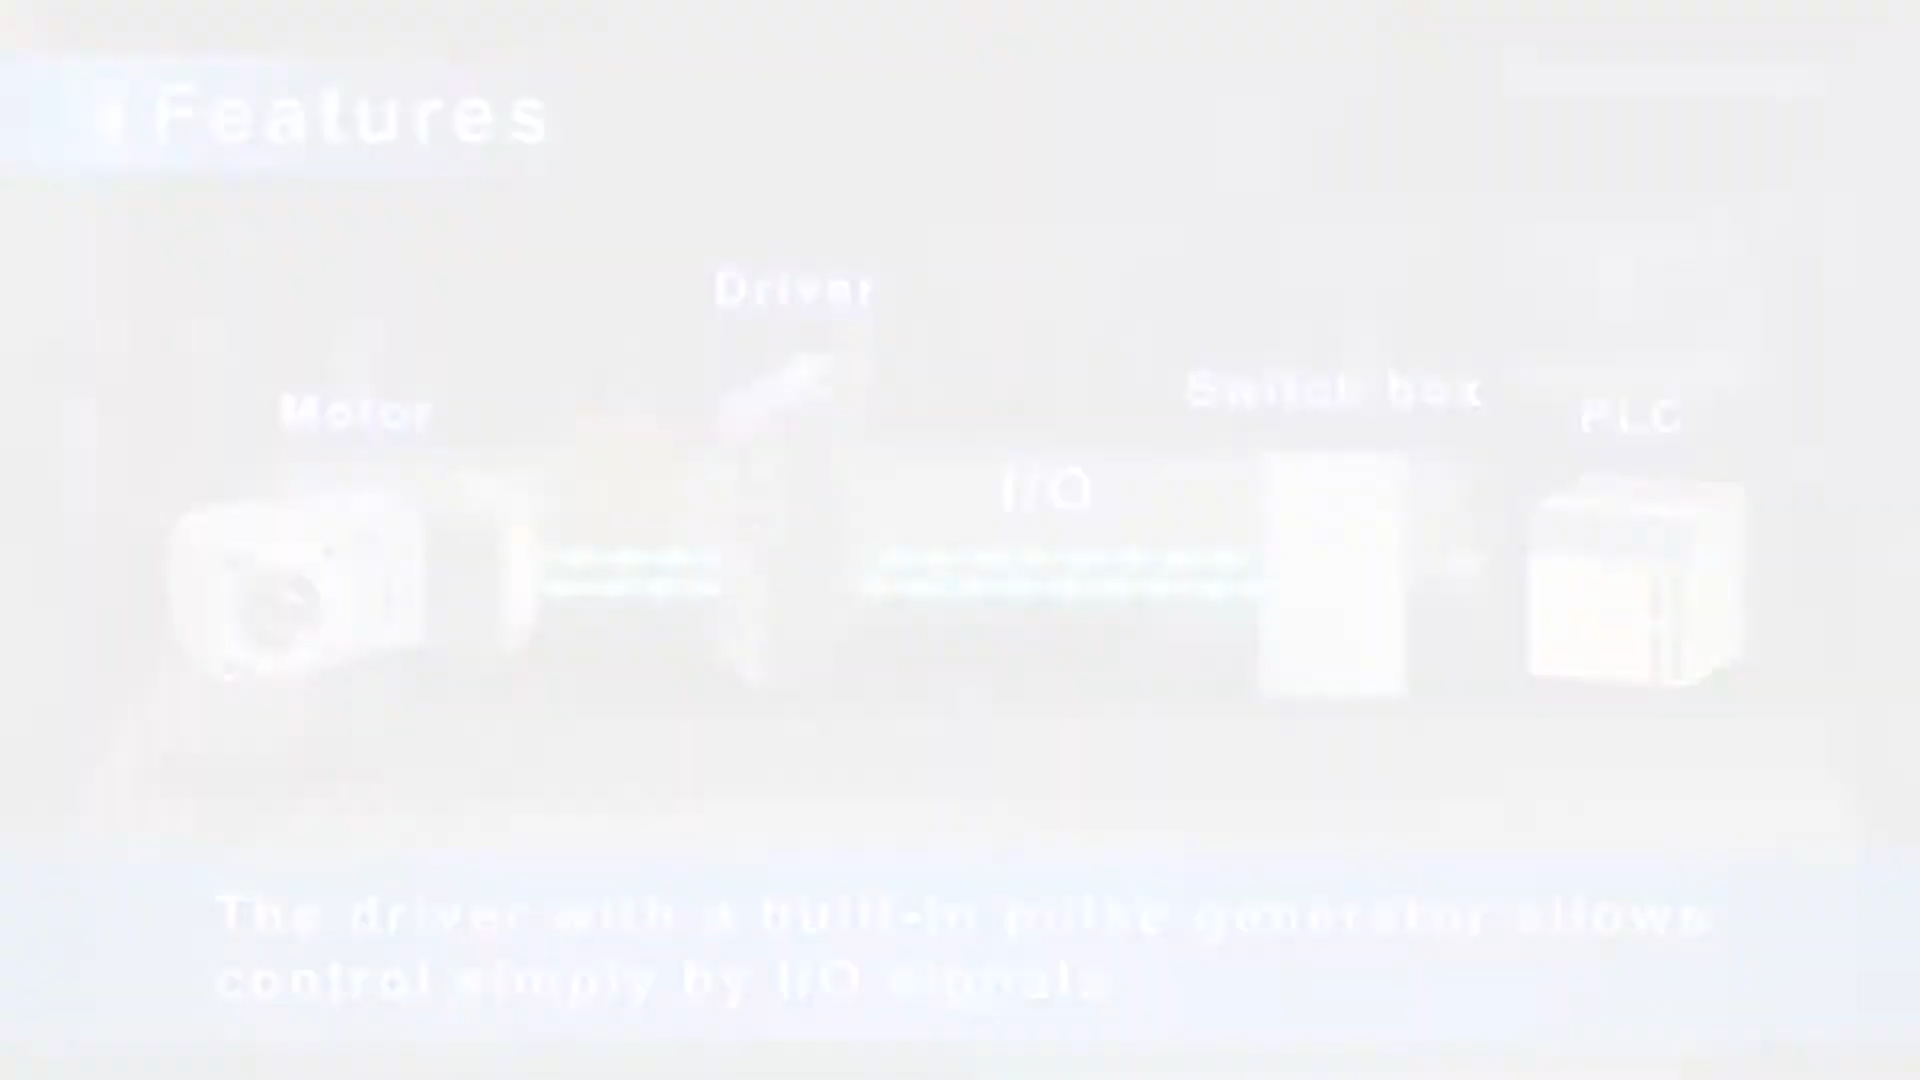 Features
Driver
Motor
Switch box
PLC
I/O
The driver with a built-in pulse generator allows
control simply by I/O signals